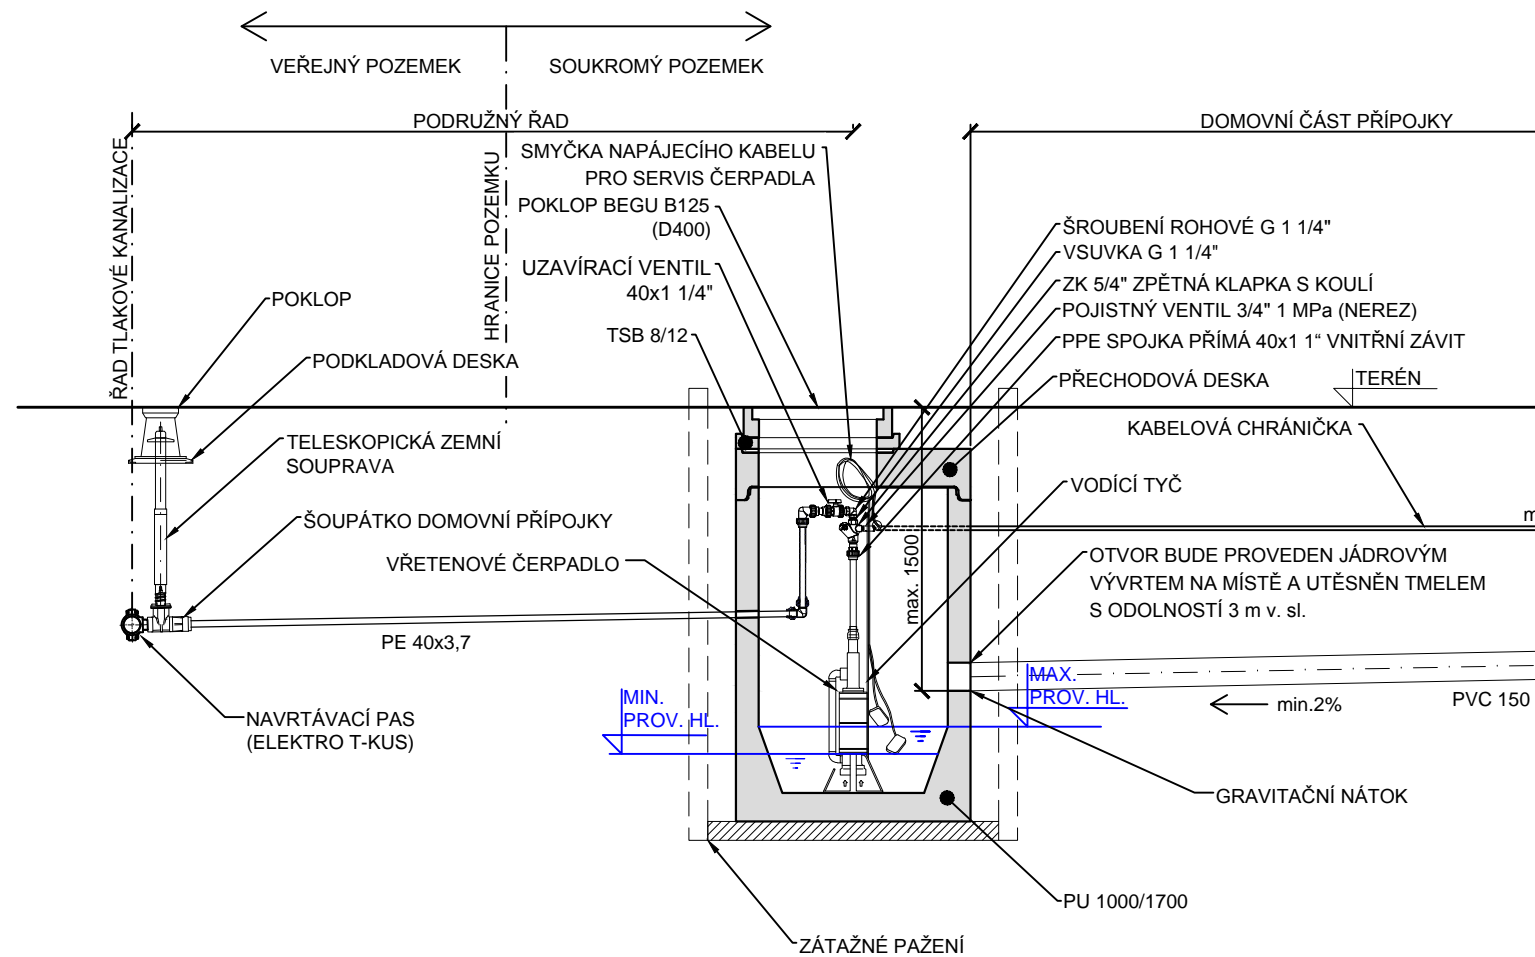 VEŘEJNÝ POZEMEK
SOUKROMÝ POZEMEK
PODRUŽNÝ ŘAD
DOMOVNÍ ČÁST PŘÍPOJKY
ŘAD TLAKOVÉ KANALIZACE
HRANICE POZEMKU
SMYČKA NAPÁJECÍHO KABELU
PRO SERVIS ČERPADLA
POKLOP BEGU B125
(D400)
UZAVÍRACÍ VENTIL
40x1 1/4"
TSB 8/12
ŠROUBENÍ ROHOVÉ G 1 1/4"
VSUVKA G 1 1/4"
ZK 5/4" ZPĚTNÁ KLAPKA S KOULÍ
POJISTNÝ VENTIL 3/4" 1 MPa (NEREZ)
PPE SPOJKA PŘÍMÁ 40x1 1“ VNITŘNÍ ZÁVIT
PŘECHODOVÁ DESKA
TERÉN
POKLOP
PODKLADOVÁ DESKA
TELESKOPICKÁ ZEMNÍ
SOUPRAVA
KABELOVÁ CHRÁNIČKA
VODÍCÍ TYČ
m
ŠOUPÁTKO DOMOVNÍ PŘÍPOJKY
VŘETENOVÉ ČERPADLO
max. 1500
OTVOR BUDE PROVEDEN JÁDROVÝM
VÝVRTEM NA MÍSTĚ A UTĚSNĚN TMELEM
S ODOLNOSTÍ 3 m v. sl.
PE 40x3,7
MIN.
PROV. HL.
MAX.
PROV. HL.
min.2%
PVC 150
NAVRTÁVACÍ PAS
(ELEKTRO T-KUS)
GRAVITAČNÍ NÁTOK
PU 1000/1700
ZÁTAŽNÉ PAŽENÍ